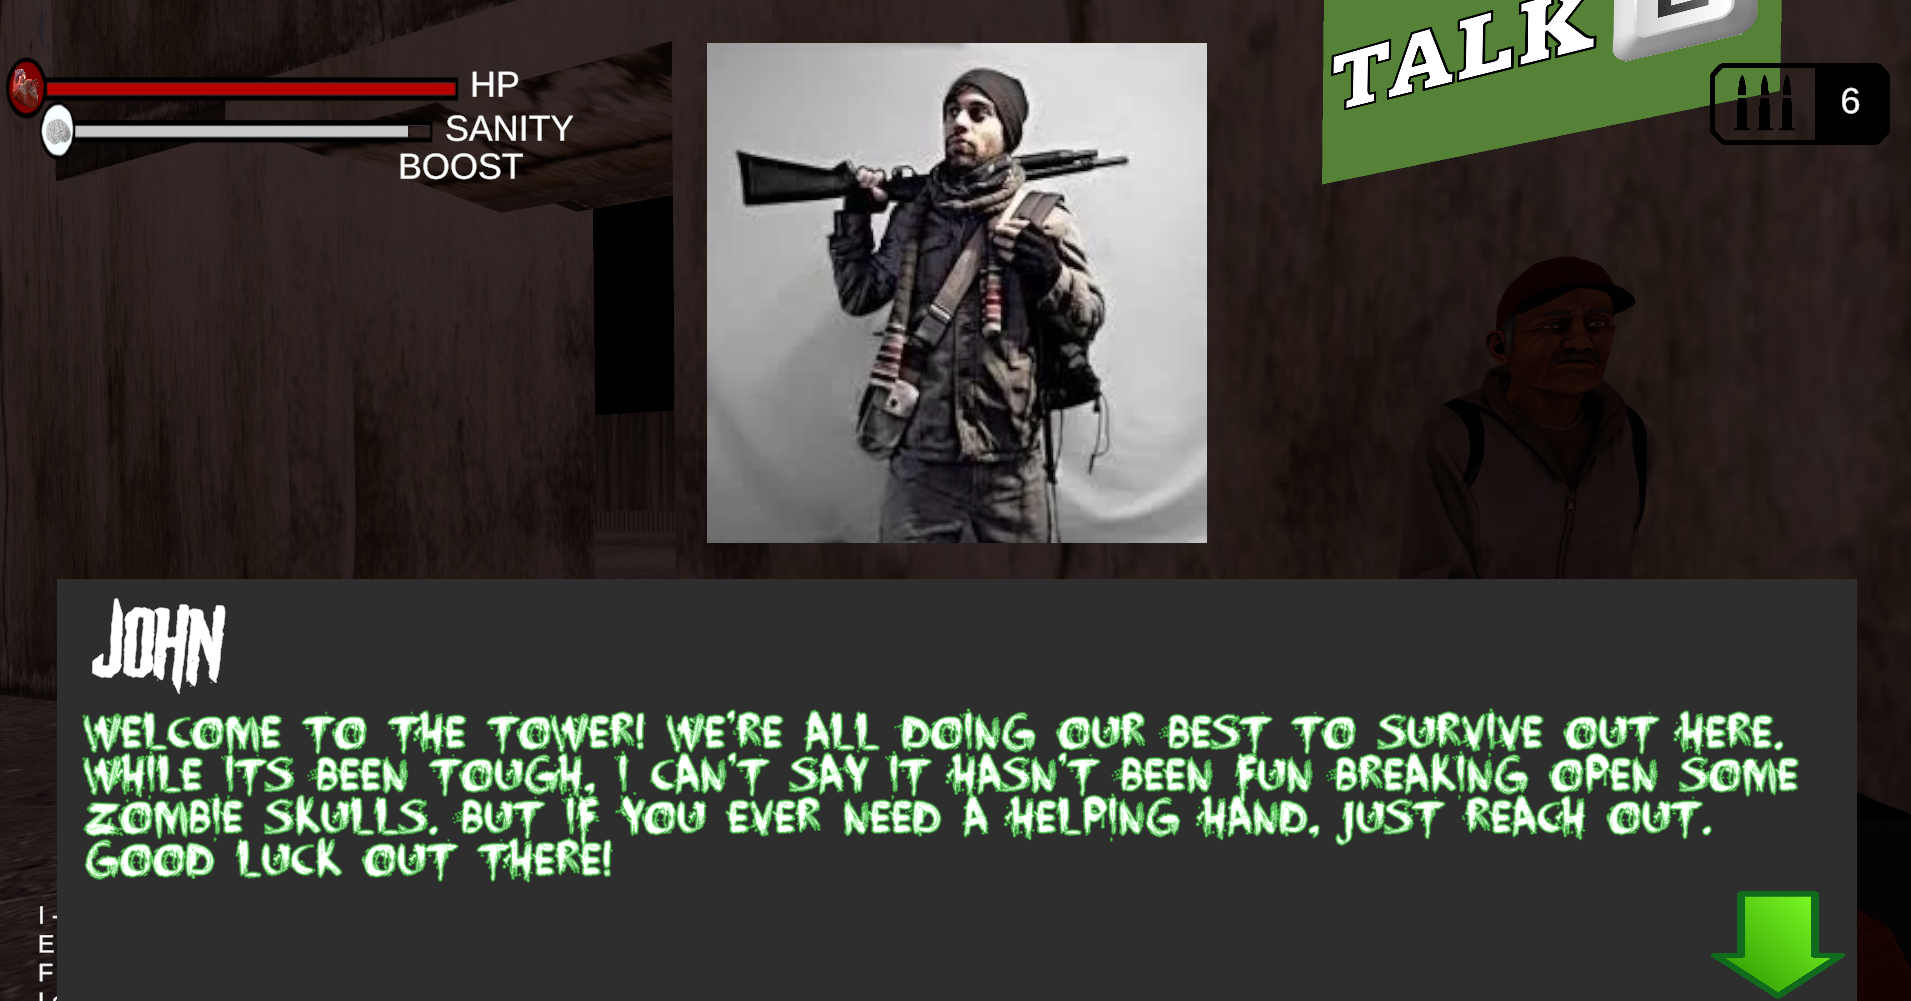 HP
SANITY
BOOST
TALK E
6
JOHN
WELCOME TO THE TOWER! WE'RE ALL DOING OUR BEST TO SURVIVE OUT HERE.
WHILE ITS BEEN TOUGH, I CAN'T SAY IT HASN'T BEEN FUN BREAKING OPEN SOME
ZOMBIE SKULLS. BUT IF YOU EVER NEED A HELPING HAND, JUST REACH OUT.
GOOD LUCK OUT THERE!
I -
E
F